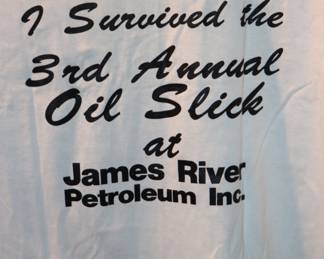 I Survived the
3rd Annual
Oil Slick
at
James River
Petroleum Inc.